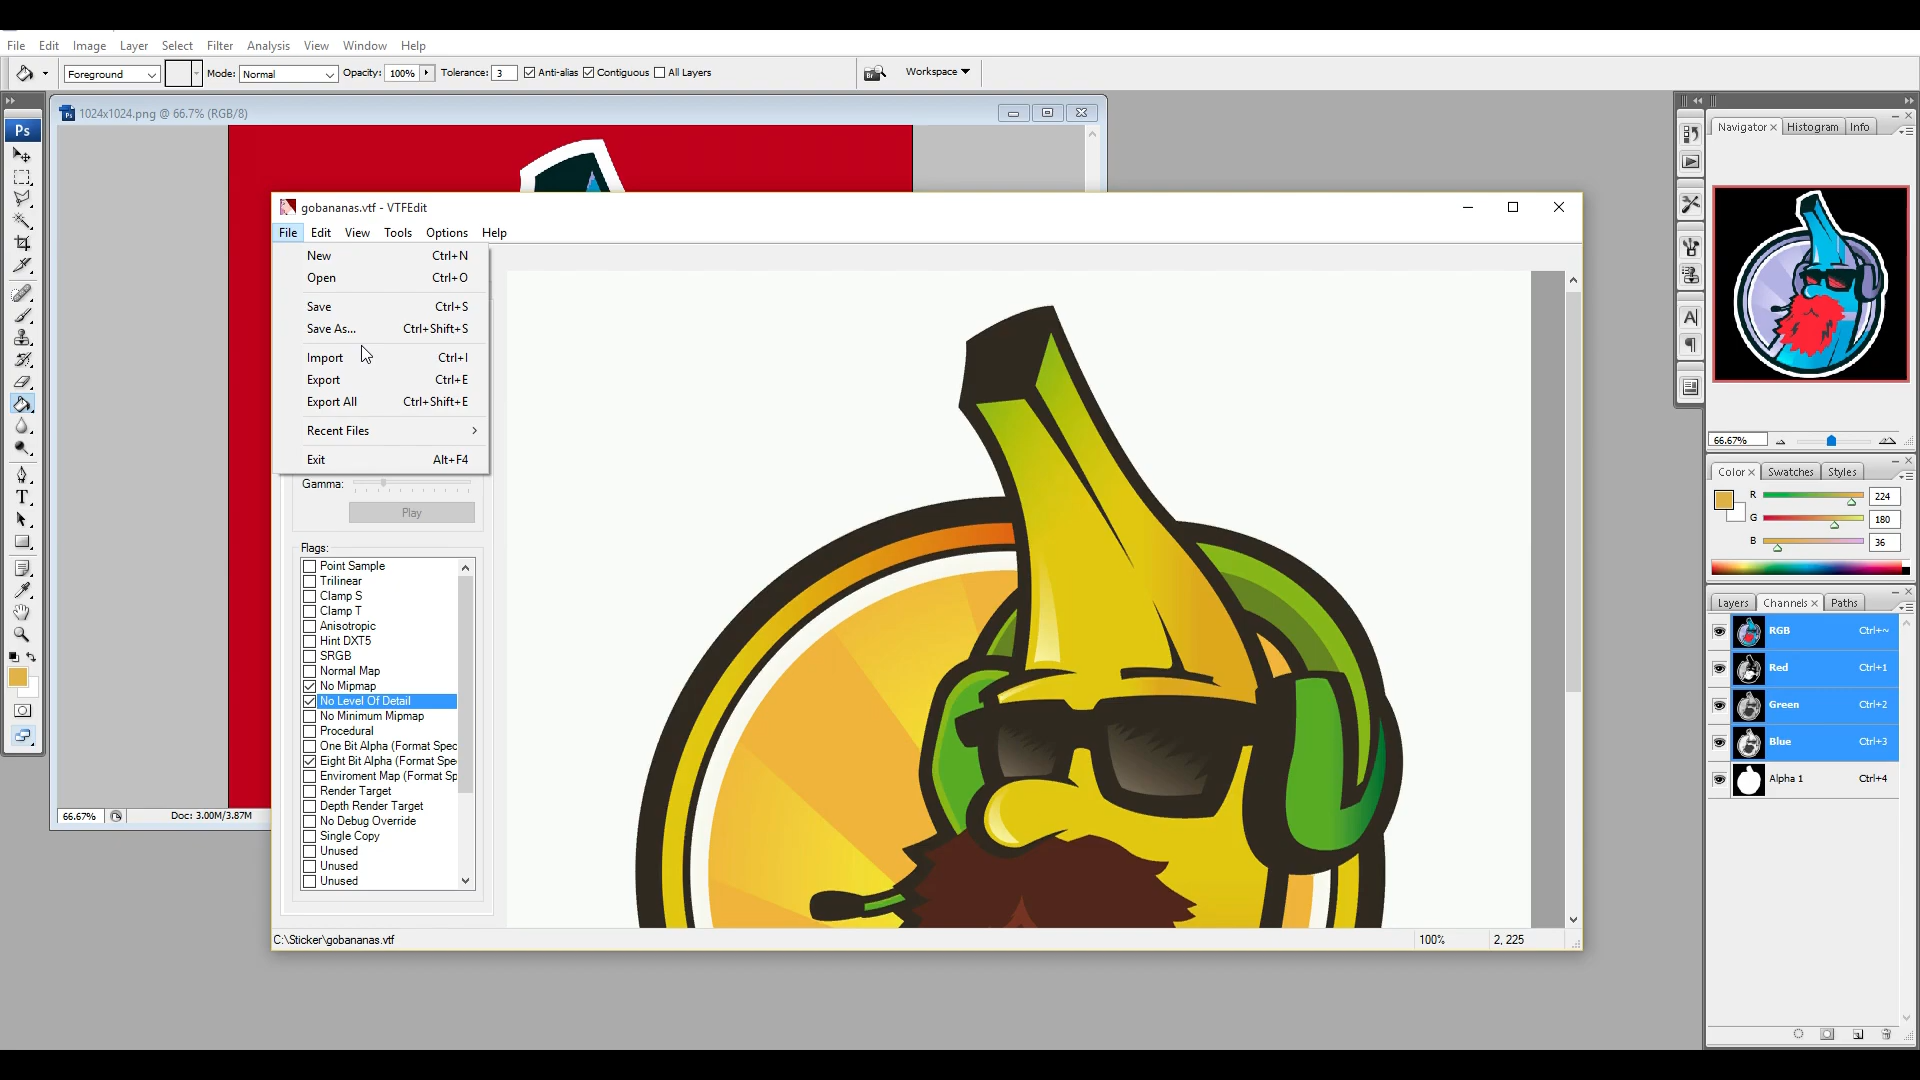 File Edit Image Layer Select Filter Analysis View Window Help
Foreground Mode: Normal Opacity: 100% Tolerance: 3 Anti-alias Contiguous All Layers Br Workspace
Ps
1024x1024.png @ 66.7% (RGB/8)
gobananas.vtf - VTFEdit
File Edit View Tools Options Help
New Ctrl+N
Open Ctrl+O
Save Ctrl+S
Save As... Ctrl+Shift+S
Import Ctrl+I
Export Ctrl+E
Export All Ctrl+Shift+E
Recent Files
Exit Alt+F4
Gamma:
Play
Flags:
Point Sample
Trilinear
Clamp S
Clamp T
Anisotropic
Hint DXT5
SRGB
Normal Map
No Mipmap
No Level Of Detail
No Minimum Mipmap
Procedural
One Bit Alpha (Format Spec
Eight Bit Alpha (Format Spe
Enviroment Map (Format Sp
Render Target
Depth Render Target
No Debug Override
Single Copy
Unused
Unused
Unused
C:\Sticker\gobananas.vtf 100% 2, 225
66.67% Doc: 3.00M/3.87M
Navigator Histogram Info
66.67%
Color Swatches Styles
R 224
G 180
B 36
Layers Channels Paths
RGB Ctrl+~
Red Ctrl+1
Green Ctrl+2
Blue Ctrl+3
Alpha 1 Ctrl+4